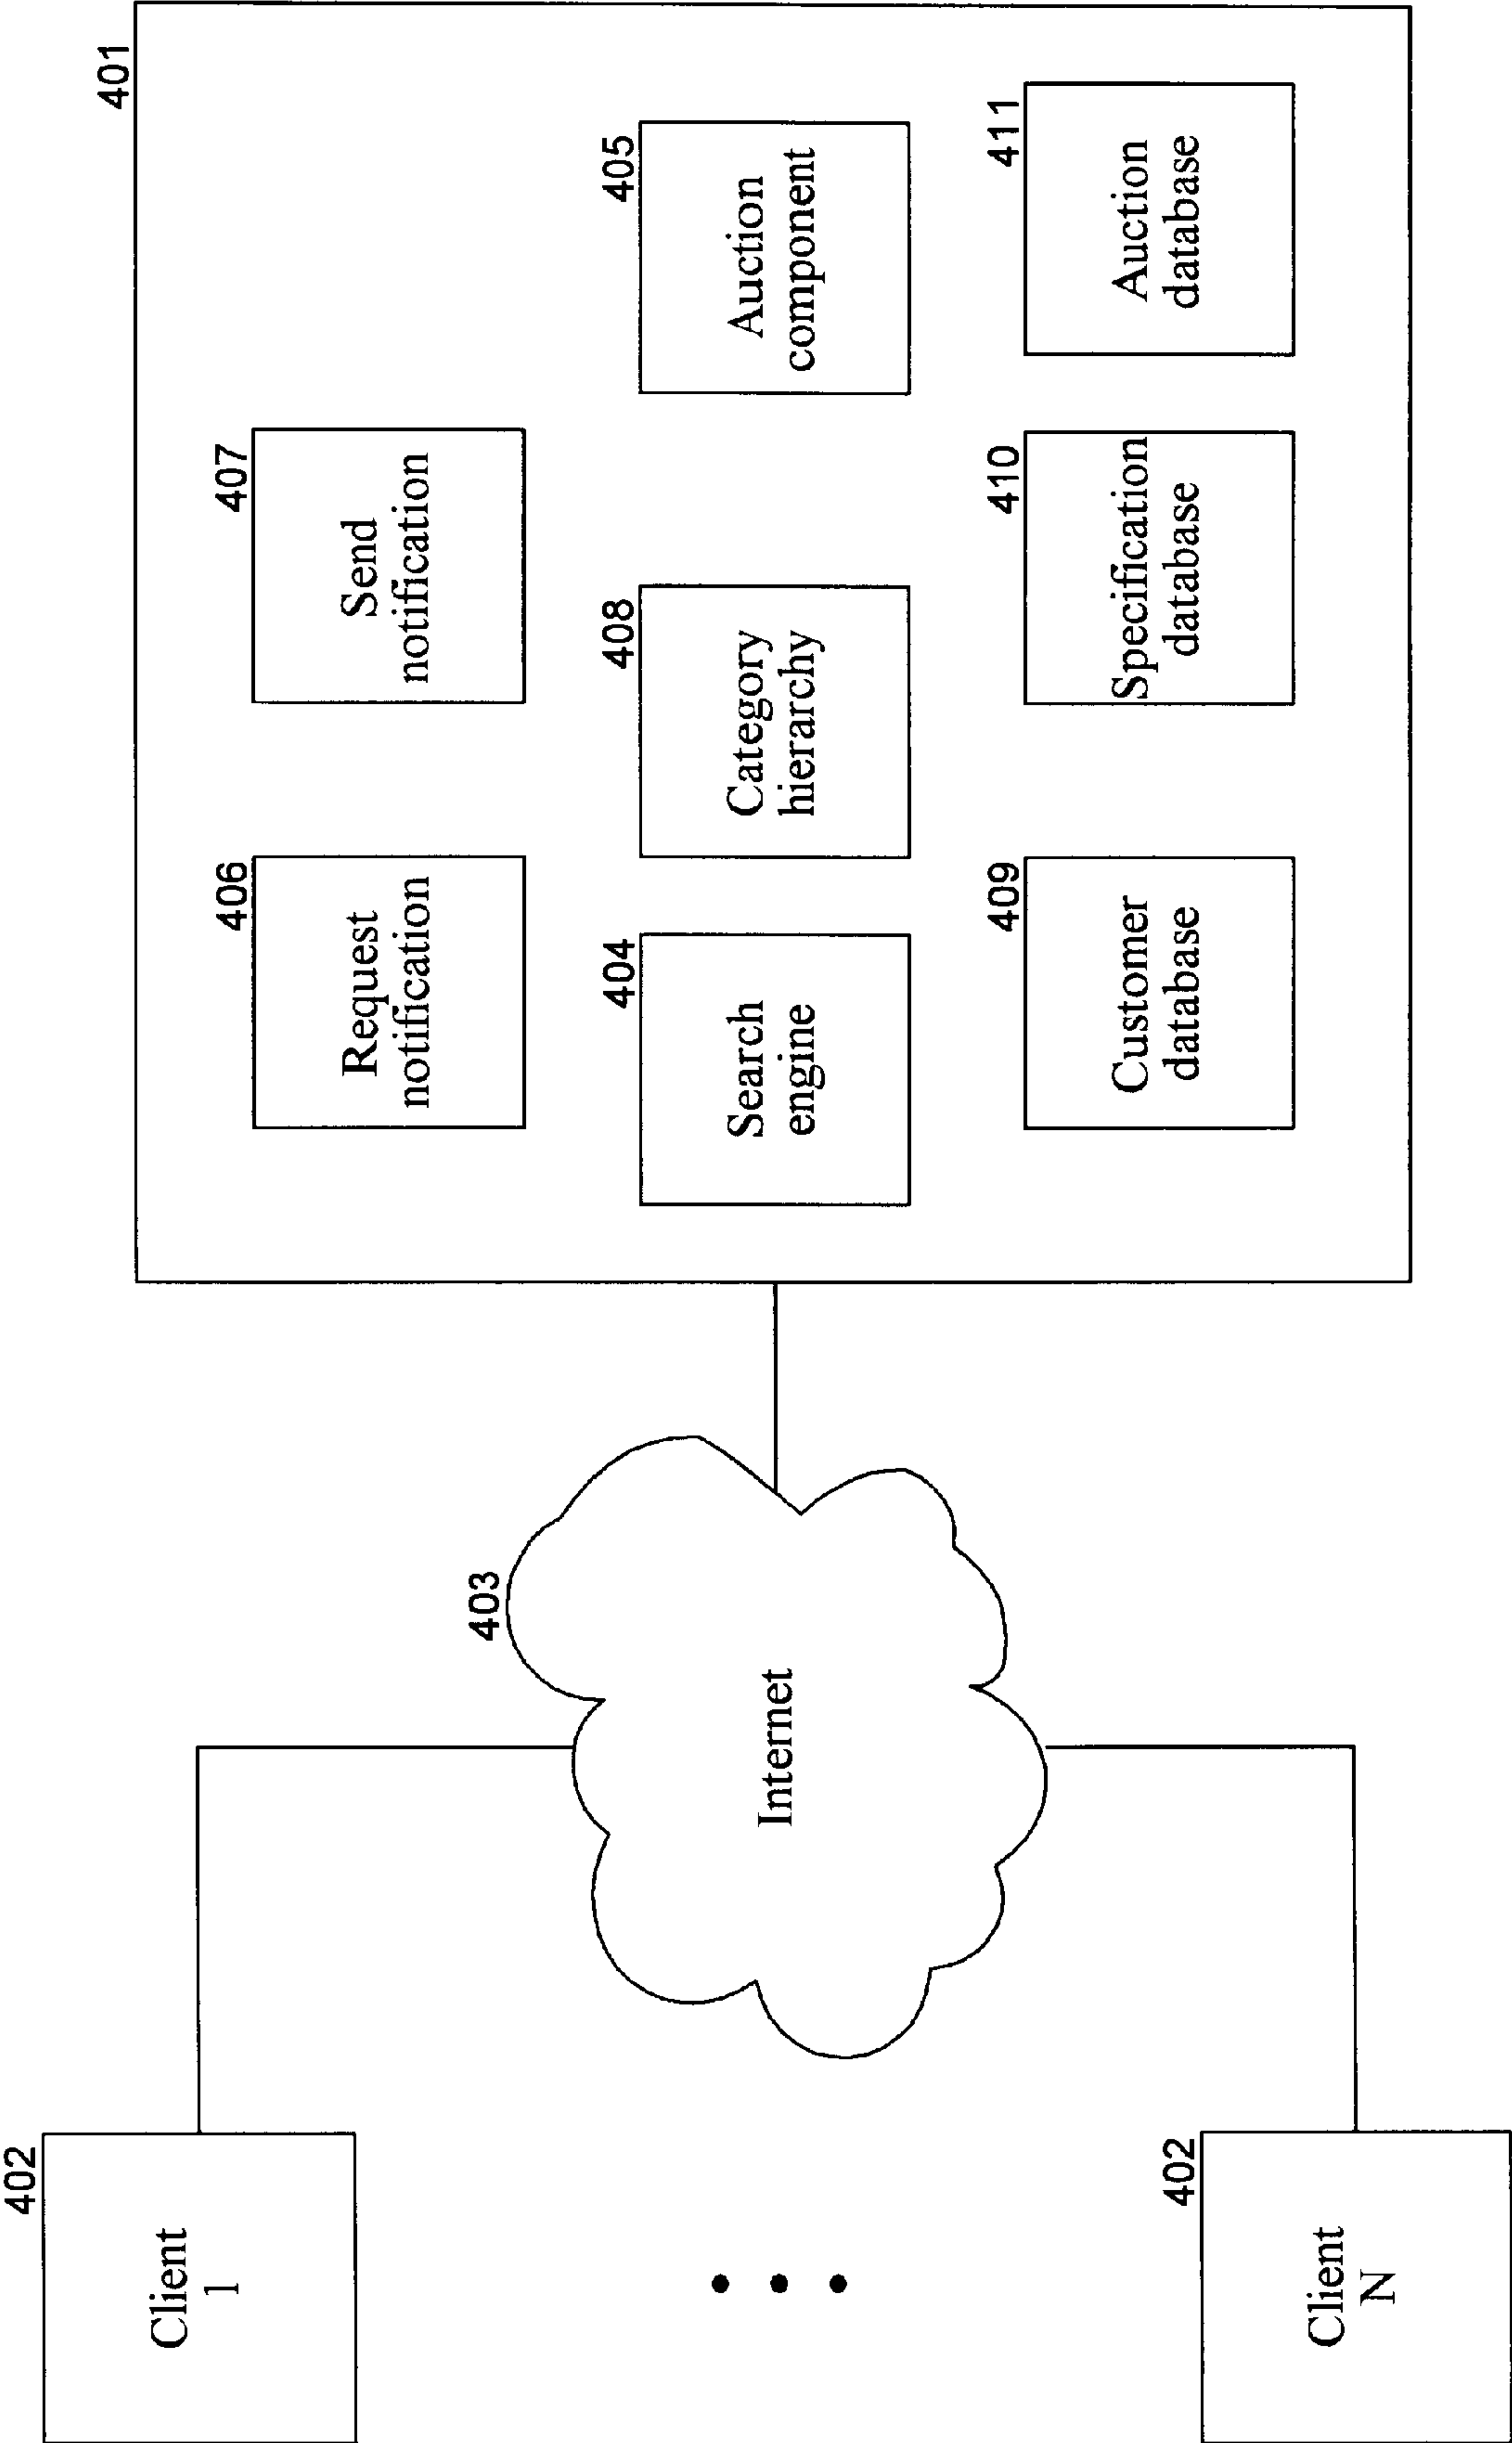 402
Client
1
402
Client
N
403
Internet
401
406
Request
notification
407
Send
notification
404
Search
engine
408
Category
hierarchy
405
Auction
component
409
Customer
database
410
Specification
database
411
Auction
database